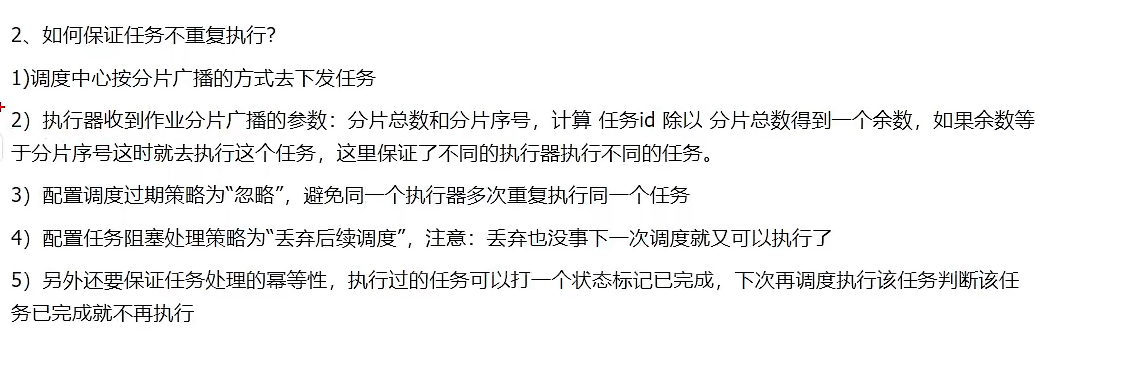 2、如何保证任务不重复执行?
1)调度中心按分片广播的方式去下发任务
2）执行器收到作业分片广播的参数：分片总数和分片序号，计算 任务id 除以 分片总数得到一个余数，如果余数等
于分片序号这时就去执行这个任务，这里保证了不同的执行器执行不同的任务。
3）配置调度过期策略为“忽略”，避免同一个执行器多次重复执行同一个任务
4）配置任务阻塞处理策略为“丢弃后续调度”，注意：丢弃也没事下一次调度就又可以执行了
5）另外还要保证任务处理的幂等性，执行过的任务可以打一个状态标记已完成，下次再调度执行该任务判断该任
务已完成就不再执行